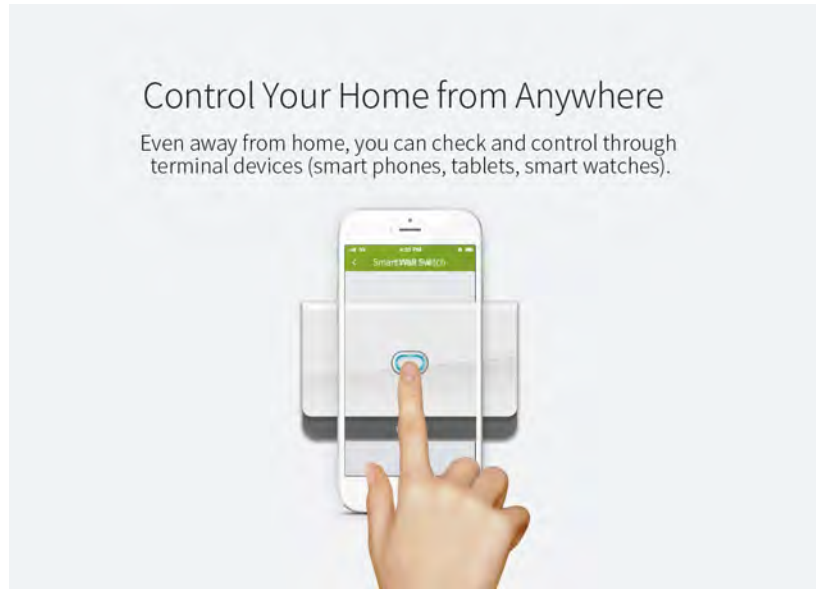 Control Your Home from Anywhere
Even away from home, you can check and control through
terminal devices (smart phones, tablets, smart watches).
Smart Wall Switch